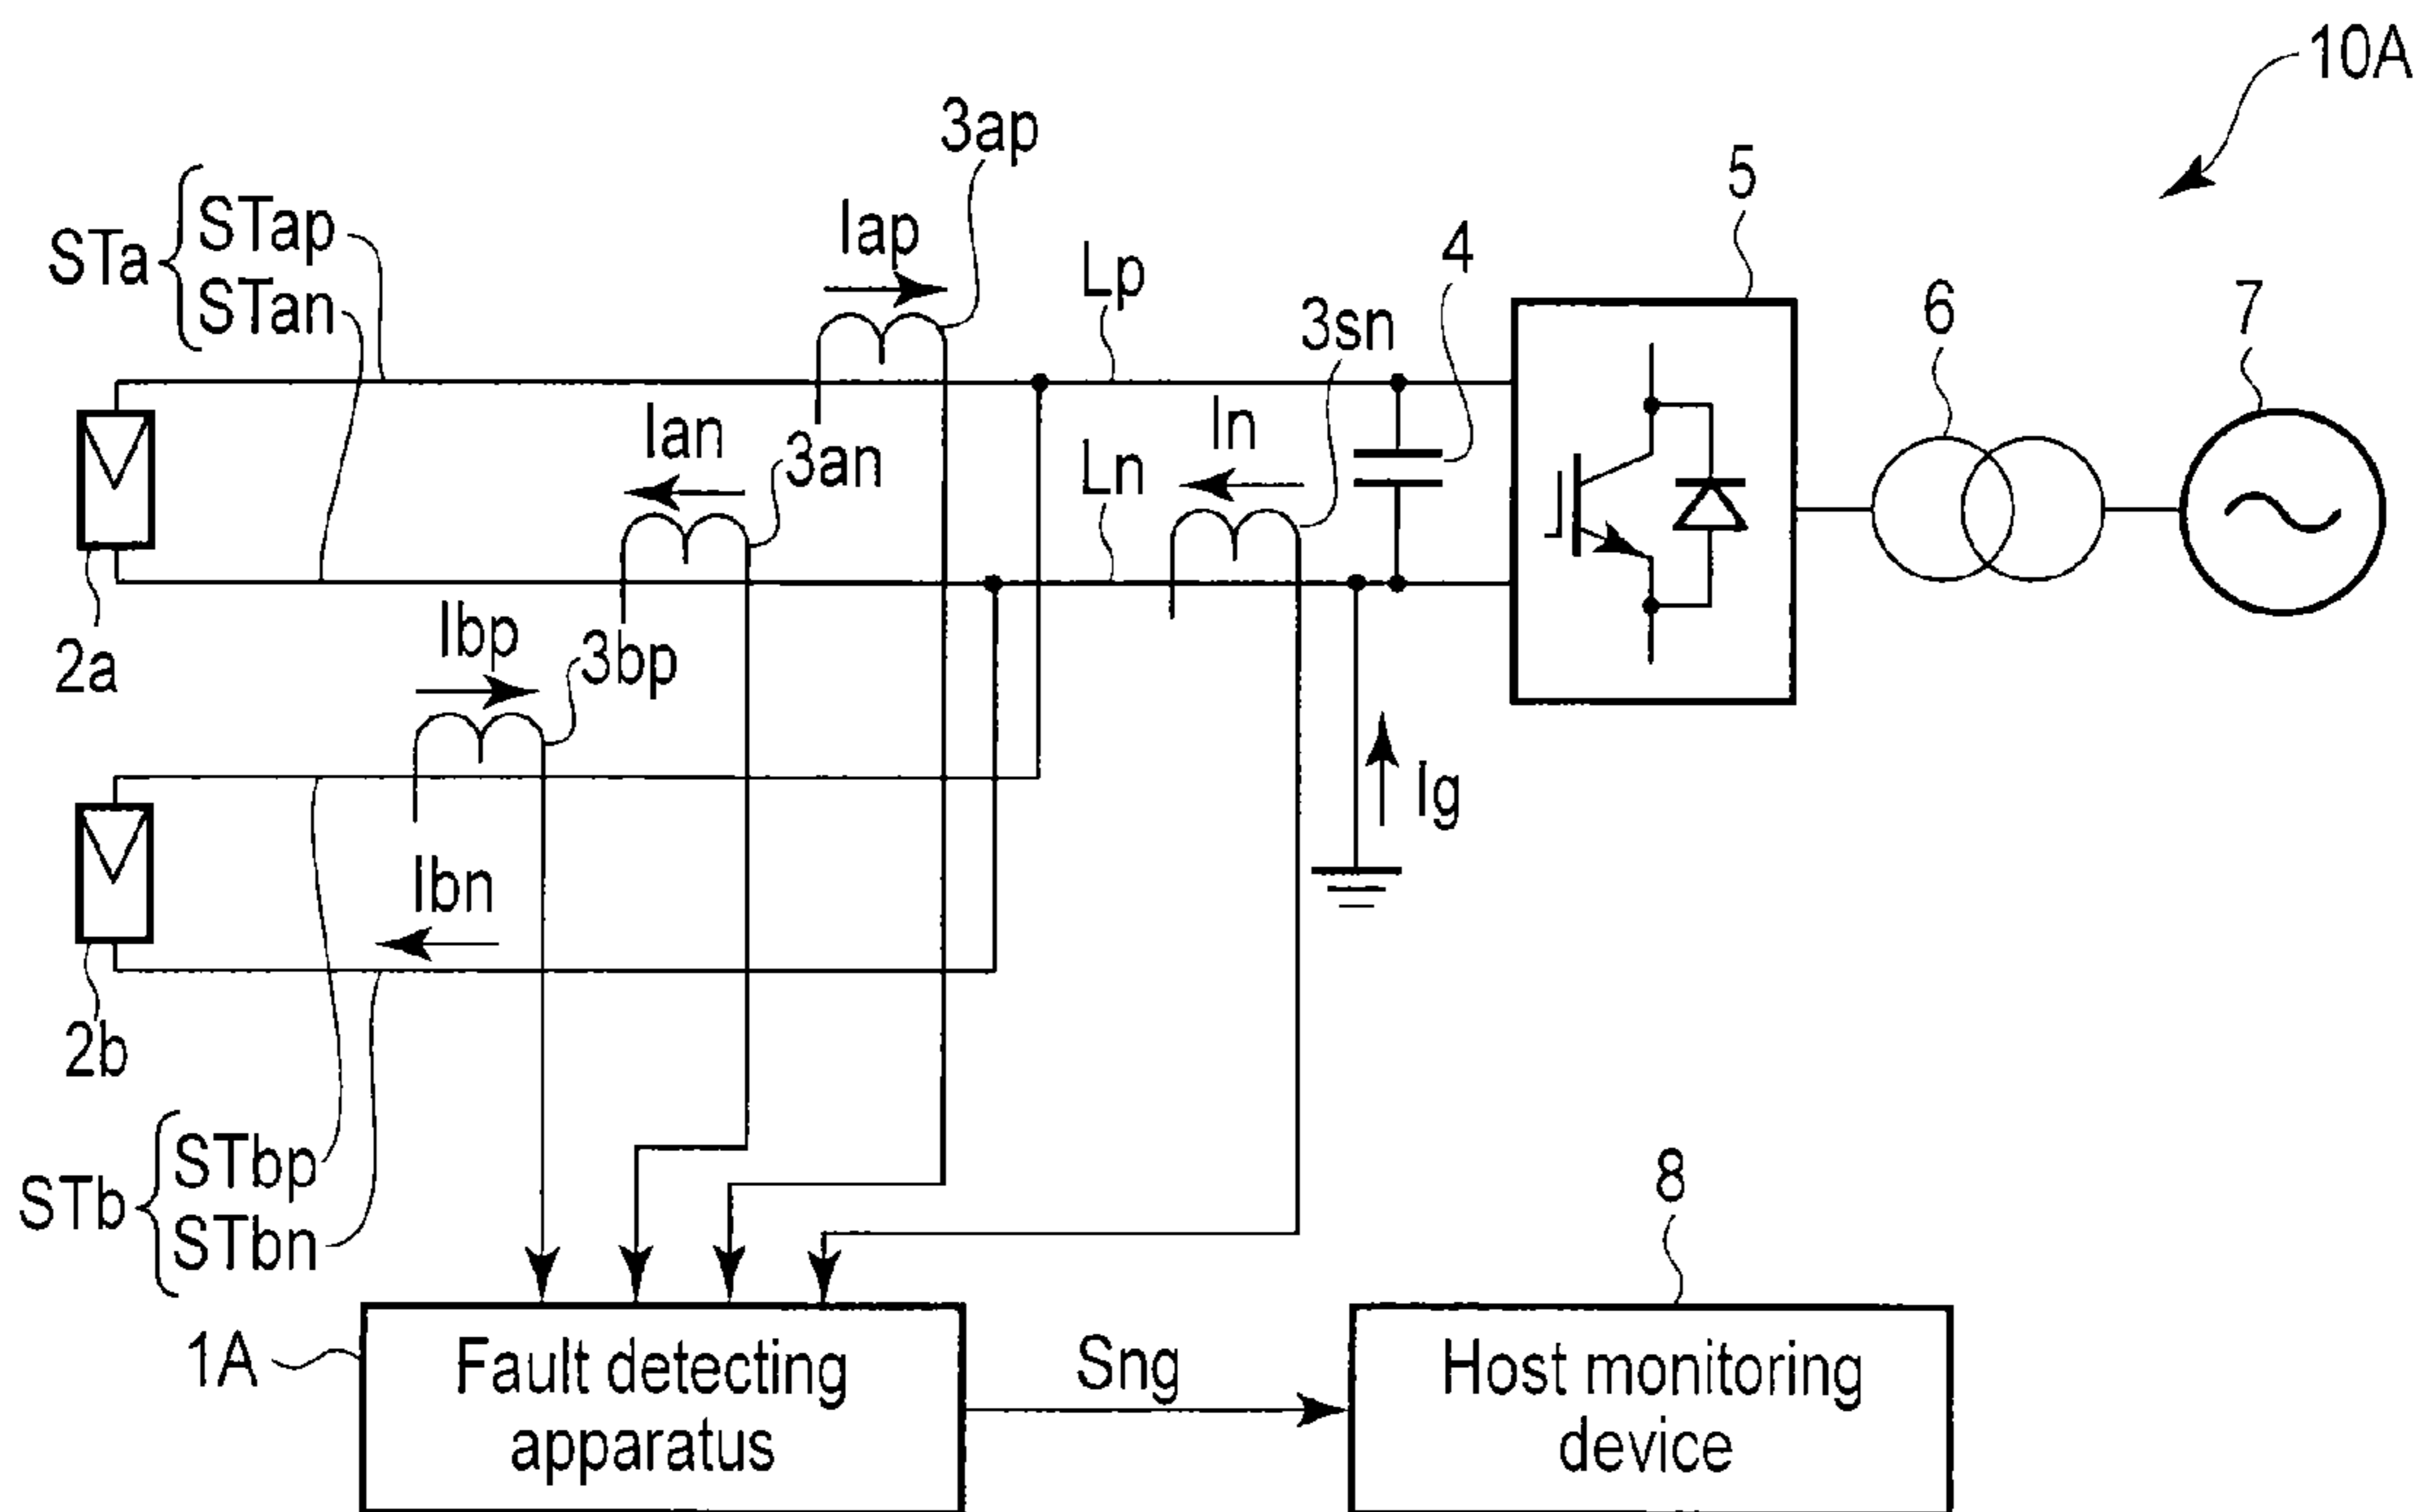 10A
3ap
5
STa
STap
STan
Iap
Lp
4
3sn
6
7
Ian
3an
Ln
In
2a
Ibp
3bp
Ig
Ibn
2b
STb
STbp
STbn
8
1A
Fault detecting
apparatus
Sng
Host monitoring
device